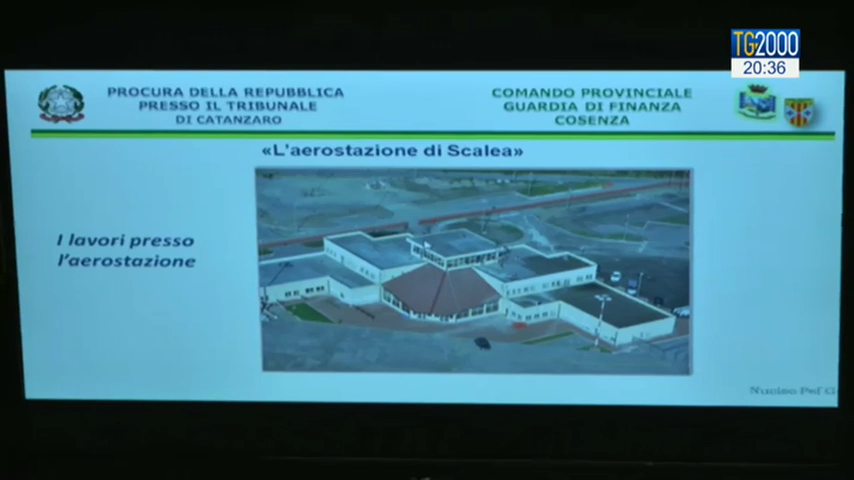 TG2000
20:36
PROCURA DELLA REPUBBLICA
PRESSO IL TRIBUNALE
DI CATANZARO
COMANDO PROVINCIALE
GUARDIA DI FINANZA
COSENZA
«L'aerostazione di Scalea»
I lavori presso
l'aerostazione